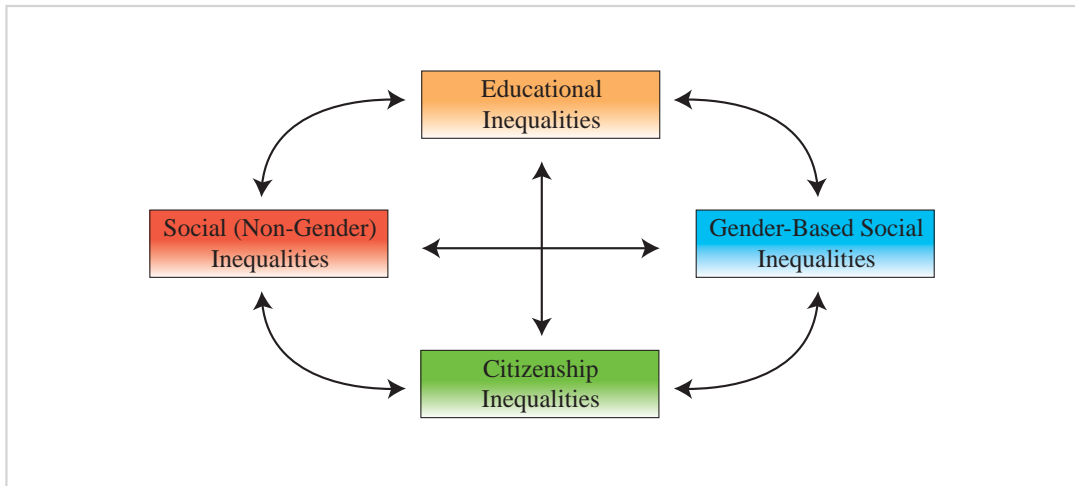 Educational
Inequalities
Social (Non-Gender)
Inequalities
Gender-Based Social
Inequalities
Citizenship
Inequalities